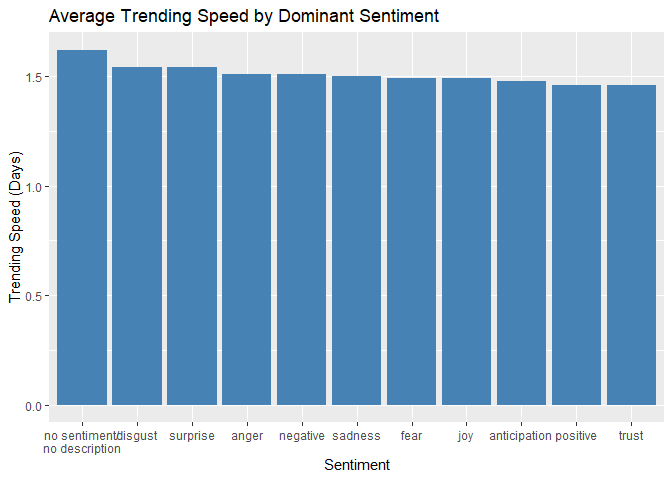 Average Trending Speed by Dominant Sentiment
Trending Speed (Days)
1.5
1.0
0.5
0.0
no sentiment disgust surprise anger negative sadness fear joy anticipation positive trust
no description
Sentiment